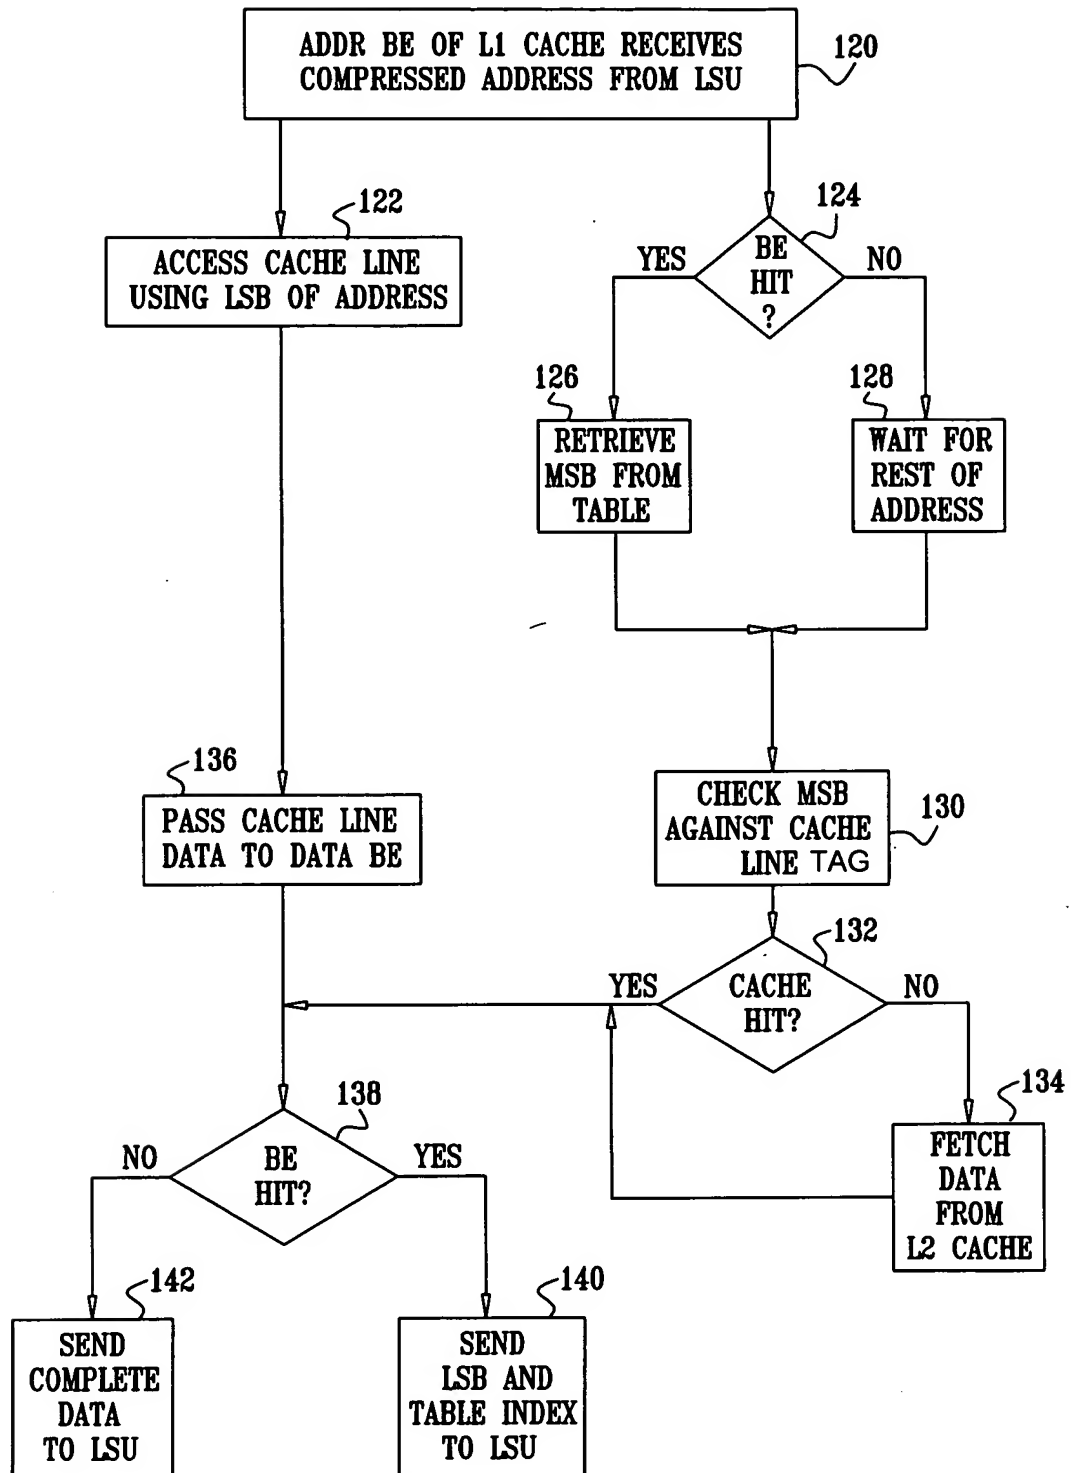 ADDR BE OF L1 CACHE RECEIVES
COMPRESSED ADDRESS FROM LSU
120
122
ACCESS CACHE LINE
USING LSB OF ADDRESS
124
YES
BE
HIT
?
NO
126
RETRIEVE
MSB FROM
TABLE
128
WAIT FOR
REST OF
ADDRESS
136
PASS CACHE LINE
DATA TO DATA BE
CHECK MSB
AGAINST CACHE
LINE TAG
130
132
YES
CACHE
HIT?
NO
134
FETCH
DATA
FROM
L2 CACHE
138
NO
BE
HIT?
YES
142
SEND
COMPLETE
DATA
TO LSU
140
SEND
LSB AND
TABLE INDEX
TO LSU